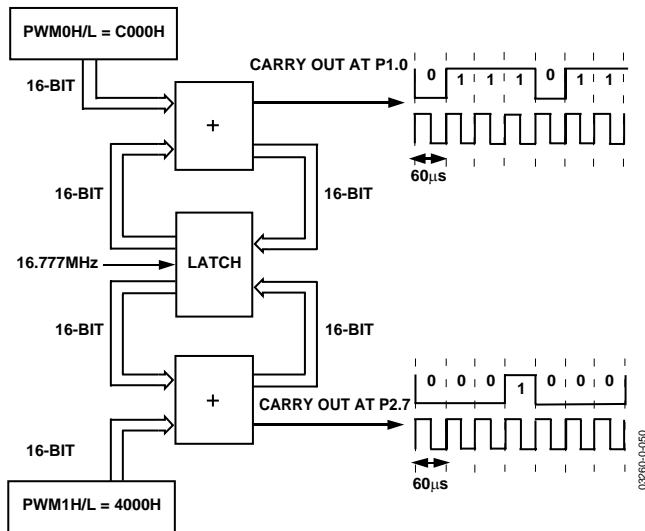 PWM0H/L = C000H
CARRY OUT AT P1.0
0 1 1 1 0 1 1
16-BIT
+
60μs
16-BIT
16-BIT
16.777MHz
LATCH
16-BIT
16-BIT
0 0 0 1 0 0 0
+
CARRY OUT AT P2.7
16-BIT
60μs
PWM1H/L = 4000H
03260-0-050